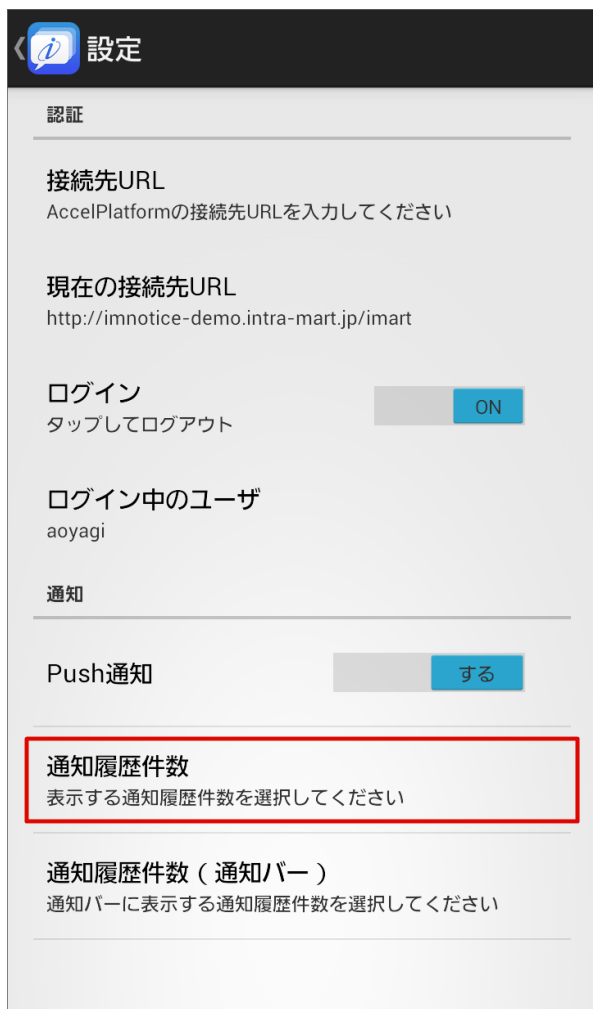 設定
認証
接続先URL
AccelPlatformの接続先URLを入力してください
現在の接続先URL
http://imnotice-demo.intra-mart.jp/imart
ログイン
ON
タップしてログアウト
ログイン中のユーザ
aoyagi
通知
Push通知
する
通知履歴件数
表示する通知履歴件数を選択してください
通知履歴件数（通知バー）
通知バーに表示する通知履歴件数を選択してください